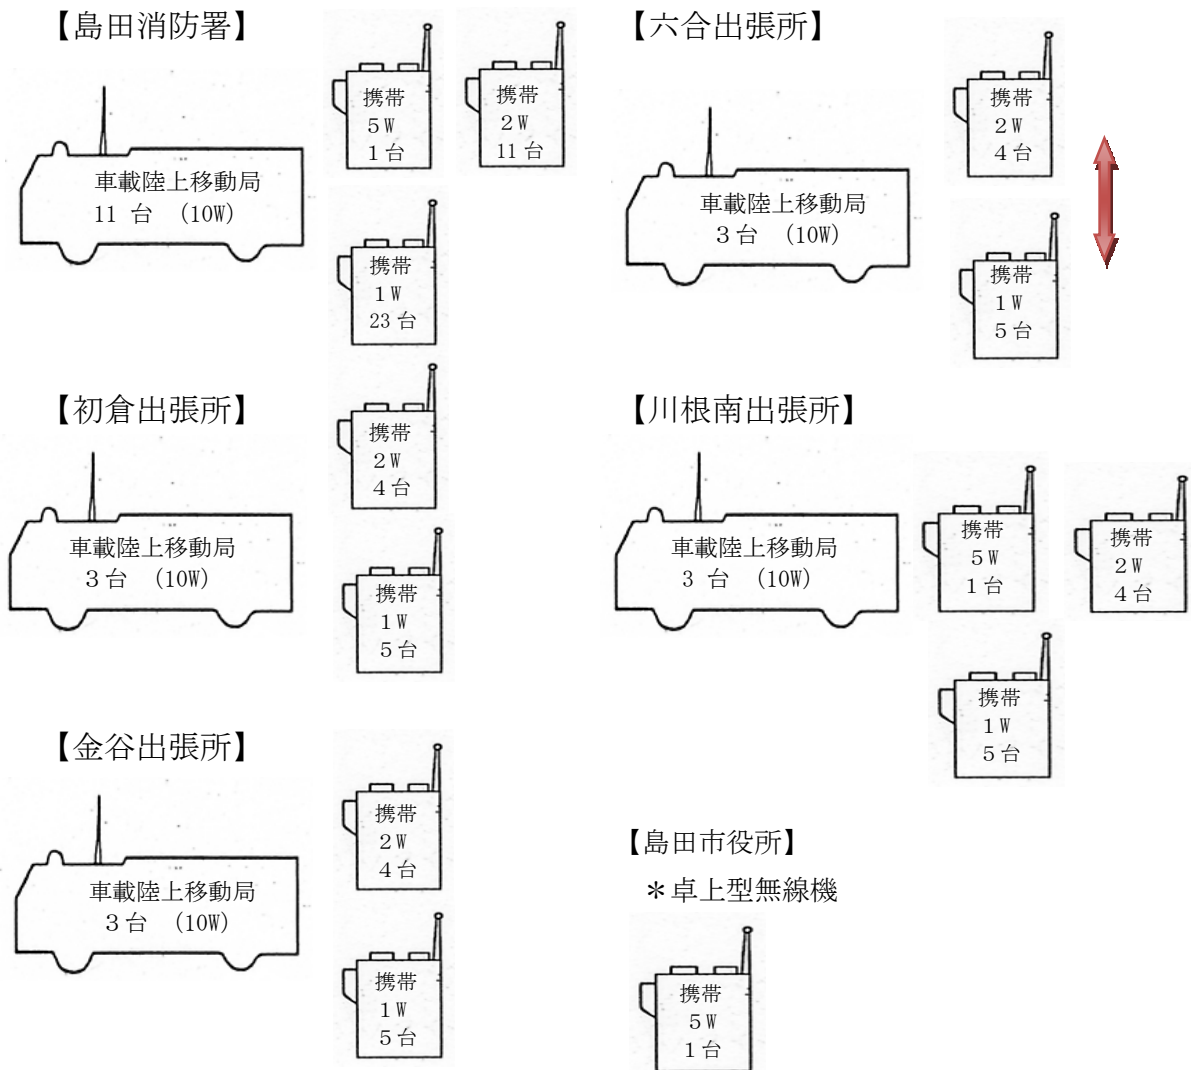 【島田消防署】
車載陸上移動局
11 台 （10W）
携帯
５W
１台
携帯
２W
11 台
携帯
１W
23 台
【六合出張所】
車載陸上移動局
３台 （10W）
携帯
２W
４台
携帯
１W
５台
【初倉出張所】
車載陸上移動局
３台 （10W）
携帯
２W
４台
携帯
１W
５台
【川根南出張所】
車載陸上移動局
３ 台 （10W）
携帯
５W
１台
携帯
２W
４台
携帯
１W
５台
【金谷出張所】
車載陸上移動局
３台 （10W）
携帯
２W
４台
携帯
１W
５台
【島田市役所】
＊卓上型無線機
携帯
５W
１台